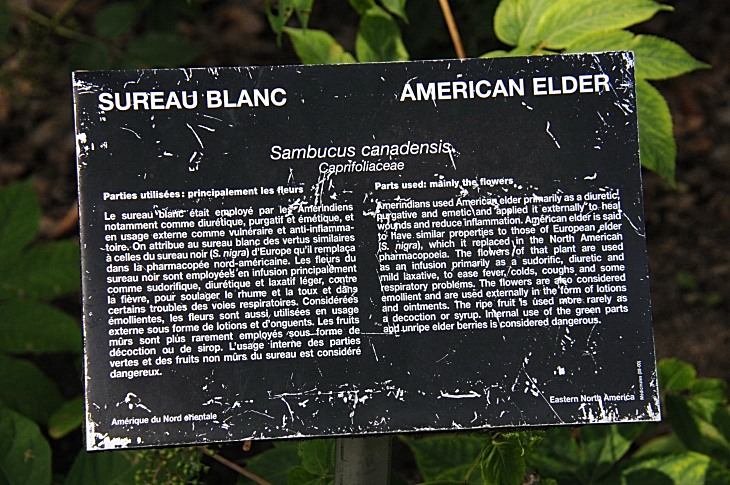 SUREAU BLANC
AMERICAN ELDER
Sambucus canadensis
Caprifoliaceae
Parties utilisées : principalement les fleurs
Le sureau blanc était employé par les Amérindiens
notamment comme diurétique, purgatif et émétique, et
en usage externe comme vulnéraire et anti-inflamma-
toire. On attribue au sureau blanc des vertus similaires
à celles du sureau noir (S. nigra) d'Europe qu'il remplaça
dans la pharmacopée nord-américaine. Les fleurs du
sureau noir sont employées en infusion principalement
comme sudorifique, diurétique et laxatif léger, contre
la fièvre, pour soulager le rhume et la toux et dans
certains troubles des voies respiratoires. Considérées
émollientes, les fleurs sont aussi utilisées en usage
externe sous forme de lotions et d'onguents. Les fruits
mûrs sont plus rarement employés sous forme de
décoction ou de sirop. L'usage interne des parties
vertes et des fruits non mûrs du sureau est considéré
dangereux.
Amérique du Nord orientale
Parts used: mainly the flowers
Amerindians used American elder primarily as a diuretic,
purgative and emetic and applied it externally to heal
wounds and reduce inflammation. American elder is said
to have similar properties to those of European elder
(S. nigra), which it replaced in the North American
pharmacopoeia. The flowers of that plant are used
as an infusion primarily as a sudorific, diuretic and
mild laxative, to ease fever, colds, coughs and some
respiratory problems. The flowers are also considered
emollient and are used externally in the form of lotions
and ointments. The ripe fruit is used more rarely as
a decoction or syrup. Internal use of the green parts
and unripe elder berries is considered dangerous.
Eastern North America